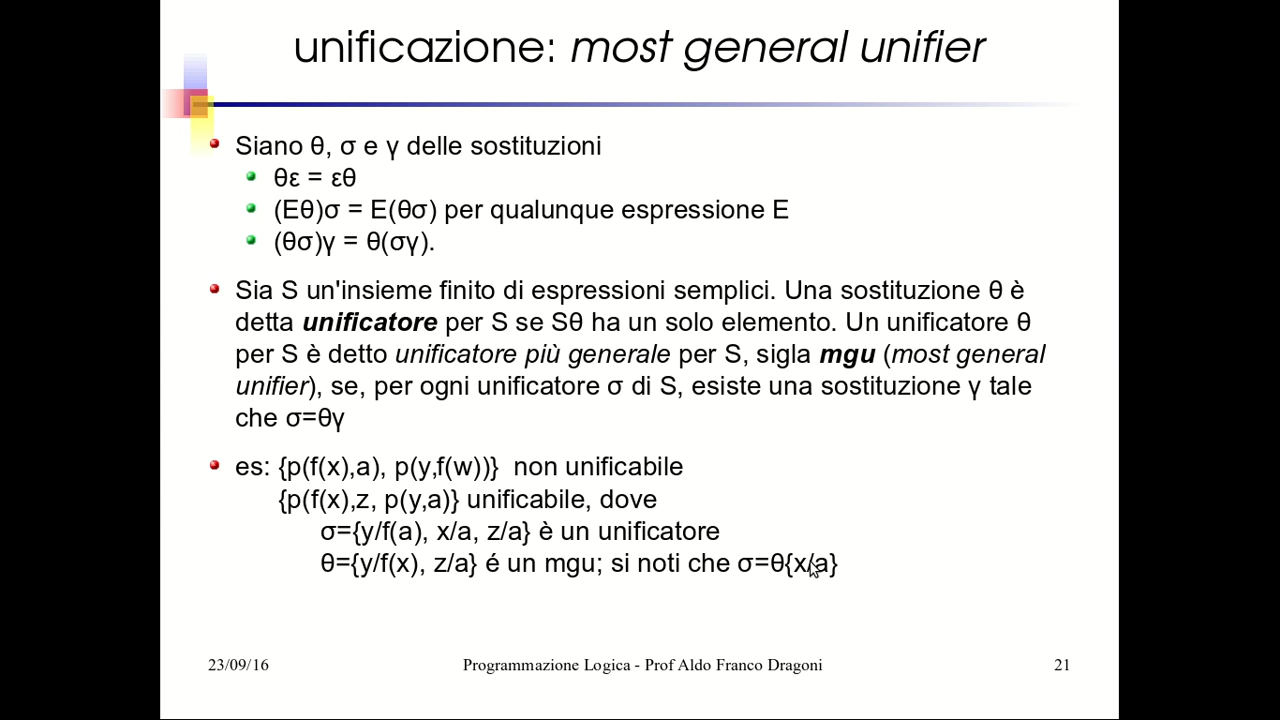 unificazione: most general unifier
Siano θ, σ e γ delle sostituzioni
θε = εθ
(Eθ)σ = E(θσ) per qualunque espressione E
(θσ)γ = θ(σγ).
Sia S un'insieme finito di espressioni semplici. Una sostituzione θ è
detta unificatore per S se Sθ ha un solo elemento. Un unificatore θ
per S è detto unificatore più generale per S, sigla mgu (most general
unifier), se, per ogni unificatore σ di S, esiste una sostituzione γ tale
che σ=θγ
es: {p(f(x),a), p(y,f(w))} non unificabile
{p(f(x),z, p(y,a)} unificabile, dove
σ={y/f(a), x/a, z/a} è un unificatore
θ={y/f(x), z/a} é un mgu; si noti che σ=θ{x/a}
23/09/16
Programmazione Logica - Prof Aldo Franco Dragoni
21